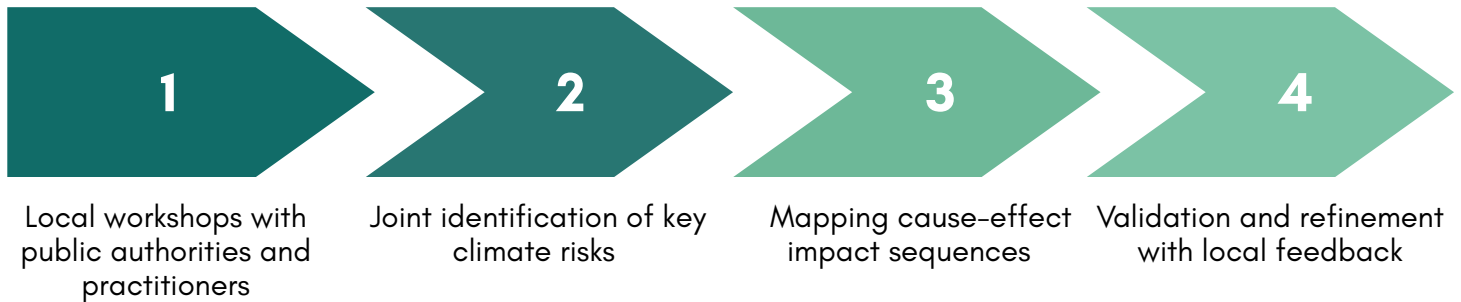 1
2
3
4
Local workshops with
public authorities and
practitioners
Joint identification of key
climate risks
Mapping cause-effect
impact sequences
Validation and refinement
with local feedback